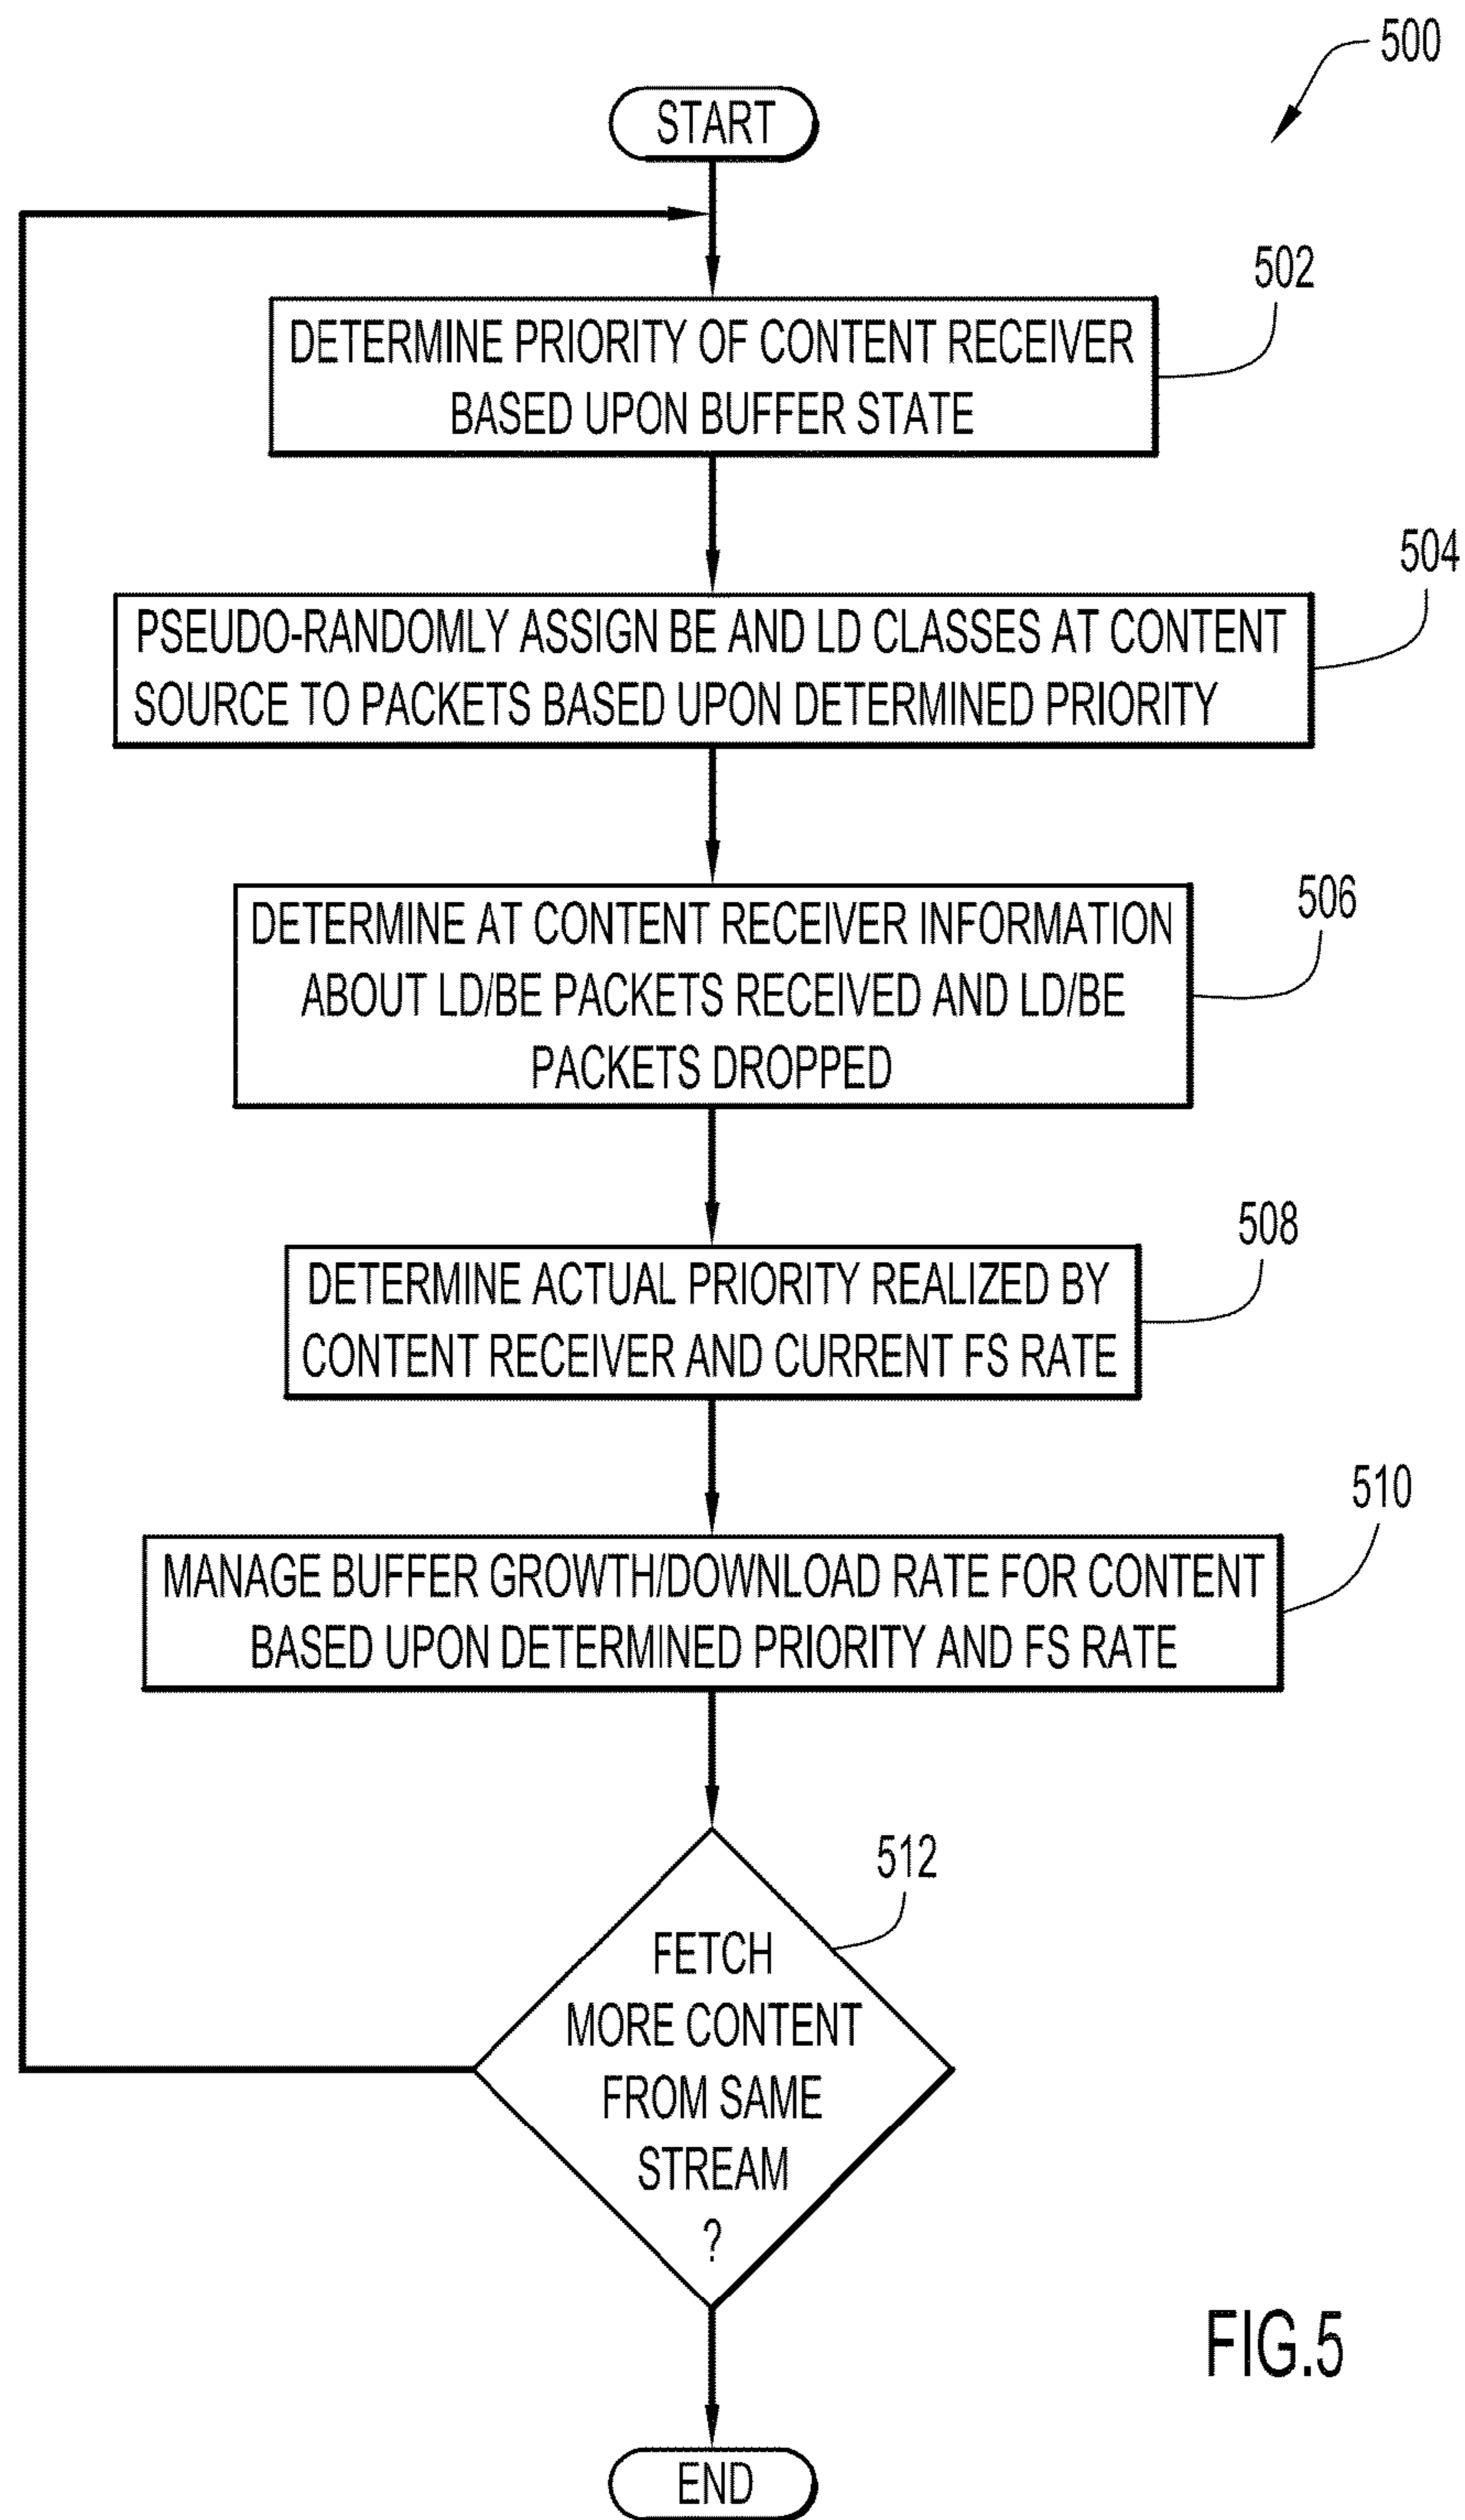 500
START
502
DETERMINE PRIORITY OF CONTENT RECEIVER
BASED UPON BUFFER STATE
504
PSEUDO-RANDOMLY ASSIGN BE AND LD CLASSES AT CONTENT
SOURCE TO PACKETS BASED UPON DETERMINED PRIORITY
506
DETERMINE AT CONTENT RECEIVER INFORMATION
ABOUT LD/BE PACKETS RECEIVED AND LD/BE
PACKETS DROPPED
508
DETERMINE ACTUAL PRIORITY REALIZED BY
CONTENT RECEIVER AND CURRENT FS RATE
510
MANAGE BUFFER GROWTH/DOWNLOAD RATE FOR CONTENT
BASED UPON DETERMINED PRIORITY AND FS RATE
512
FETCH
MORE CONTENT
FROM SAME
STREAM
?
FIG.5
END